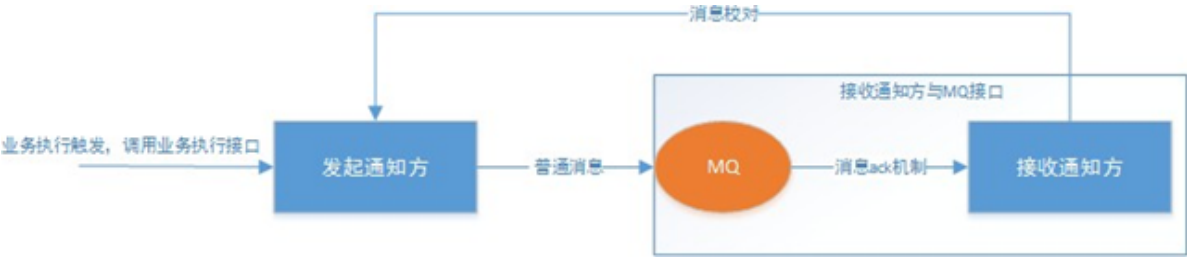 消息校对
接收通知方与MQ接口
业务执行触发，调用业务执行接口
发起通知方
普通消息
MQ
消息ack机制
接收通知方